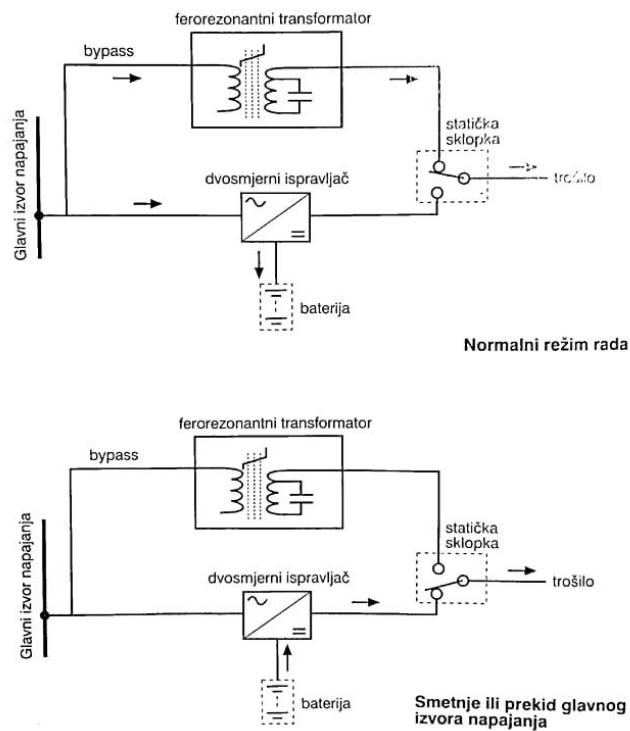 ferorezonantni transformator
bypass
statička
sklopka
trošilo
dvosmjerni ispravljač
Glavni izvor napajanja
baterija
Normalni režim rada
ferorezonantni transformator
bypass
statička
sklopka
trošilo
dvosmjerni ispravljač
Glavni izvor napajanja
baterija
Smetnje ili prekid glavnog
izvora napajanja